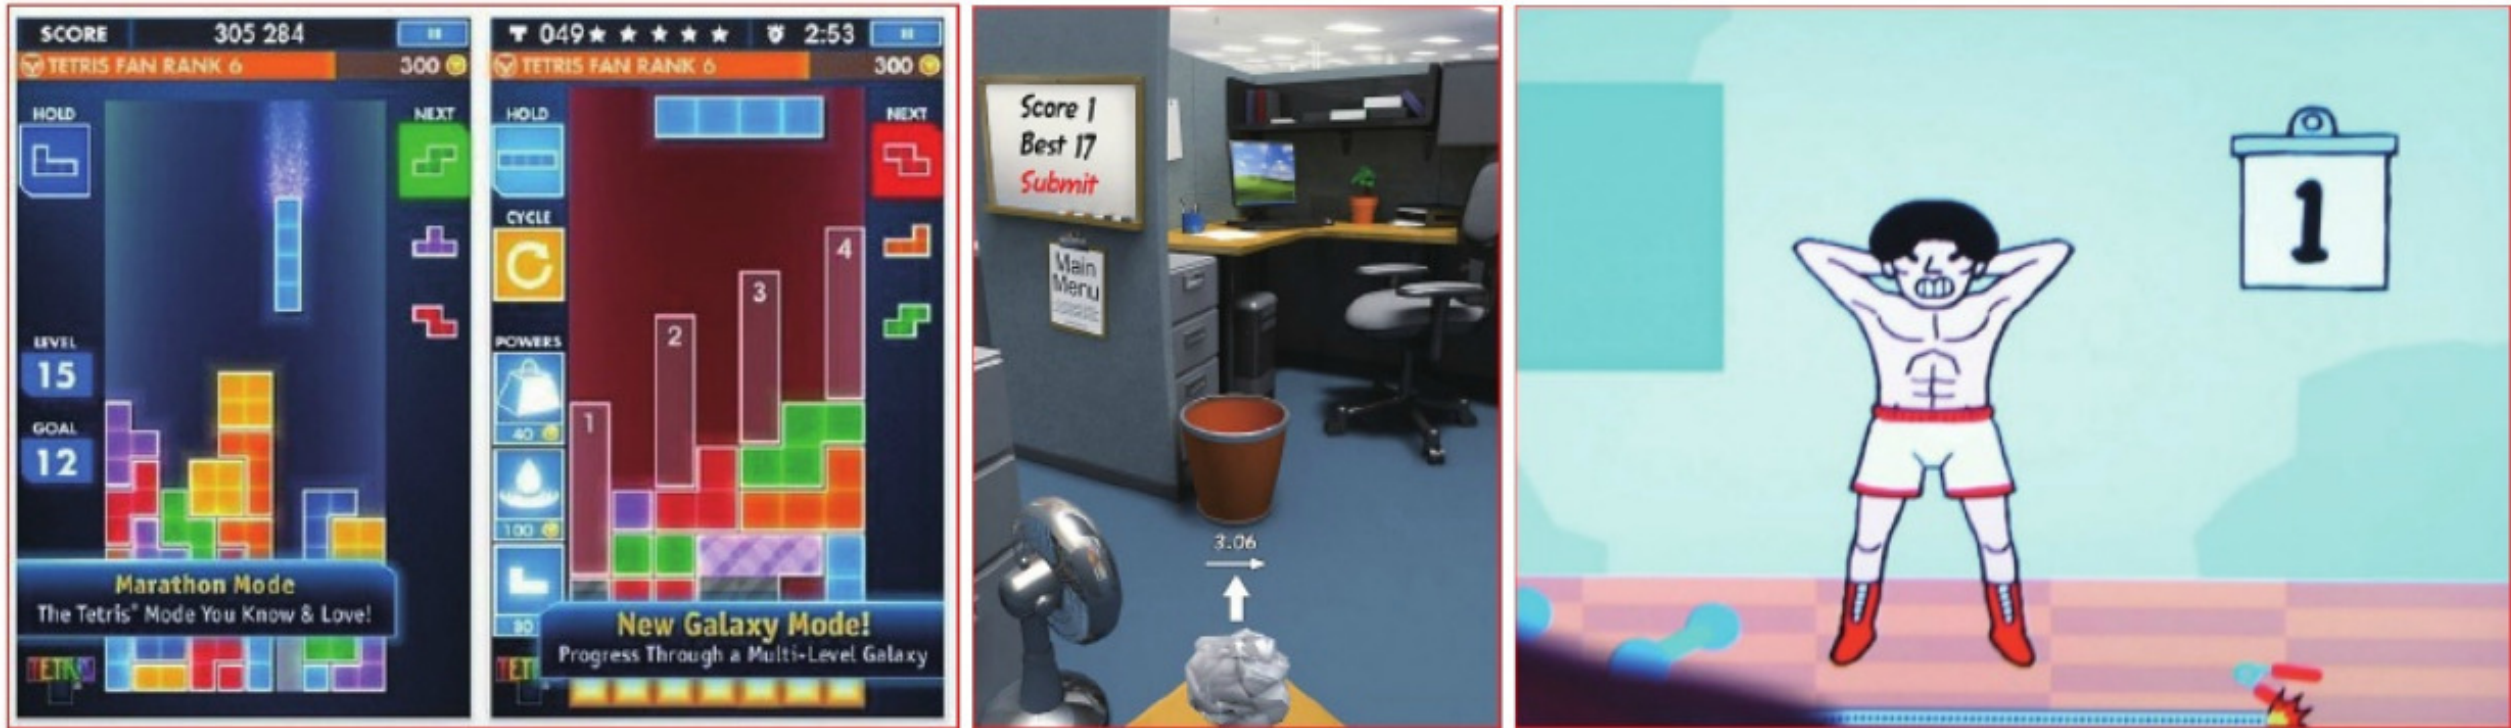 SCORE 305 284
TETRIS FAN RANK 6 300
HOLD
NEXT
LEVEL
15
GOAL
12
Marathon Mode
The Tetris® Mode You Know & Love!
TETRIS
049 2:53
TETRIS FAN RANK 6 300
HOLD
NEXT
CYCLE
POWERS
40
100
80
1
2
3
4
New Galaxy Mode!
Progress Through a Multi-Level Galaxy
Score 1
Best 17
Submit
Main
Menu
3.06
1